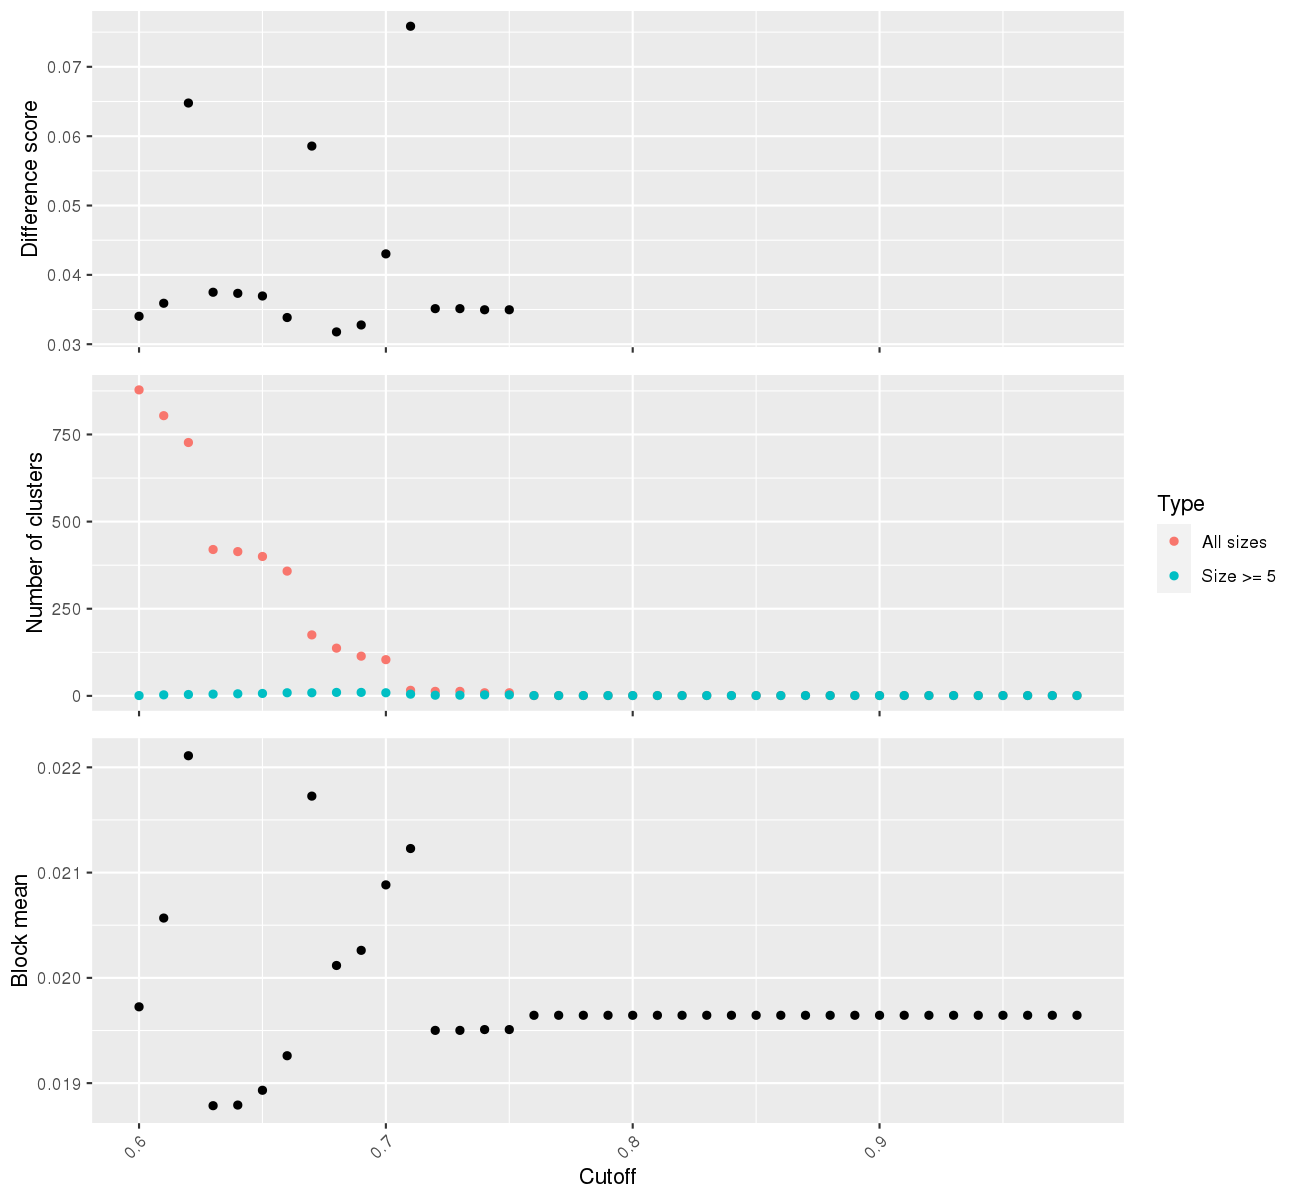 Difference score
0.07
0.06
0.05
0.04
0.03
Number of clusters
750
500
250
0
Type
All sizes
Size >= 5
Block mean
0.022
0.021
0.020
0.019
0.6
0.7
0.8
0.9
Cutoff